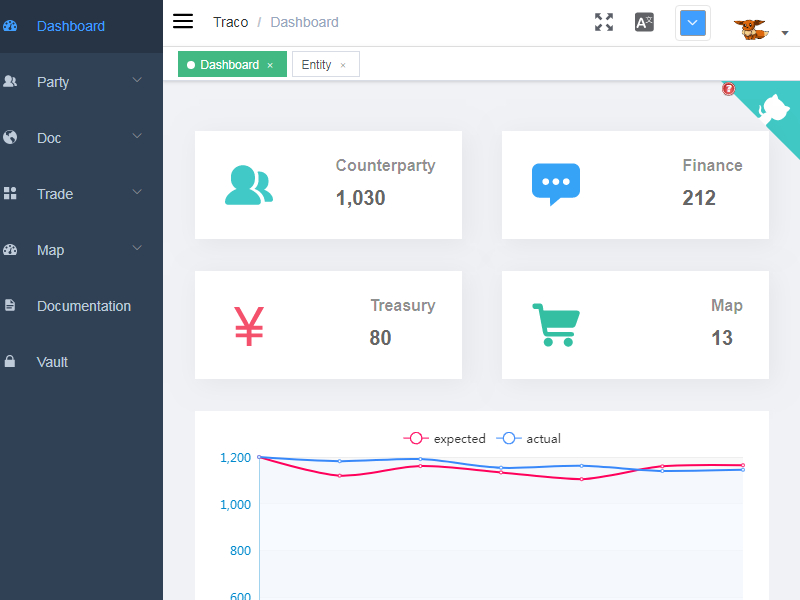 Dashboard
Party
Doc
Trade
Map
Documentation
Vault
Traco / Dashboard
Dashboard ×
Entity ×
Counterparty
1,030
Finance
212
Treasury
80
Map
13
expected
actual
1,200
1,000
800
600